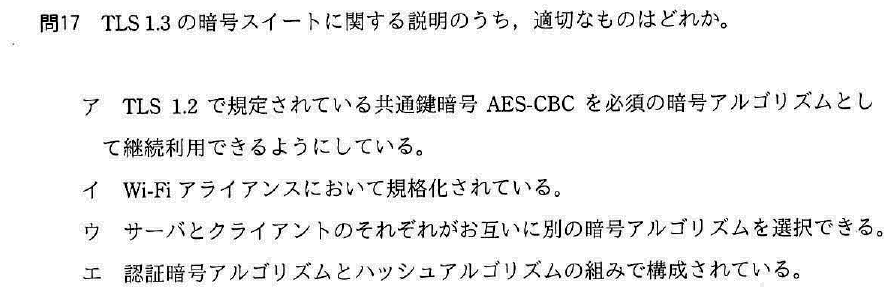 問17 TLS 1.3 の暗号スイートに関する説明のうち，適切なものはどれか。
ア TLS 1.2 で規定されている共通鍵暗号 AES-CBC を必須の暗号アルゴリズムとし
て継続利用できるようにしている。
イ Wi-Fi アライアンスにおいて規格化されている。
ウ サーバとクライアントのそれぞれがお互いに別の暗号アルゴリズムを選択できる。
エ 認証暗号アルゴリズムとハッシュアルゴリズムの組みで構成されている。